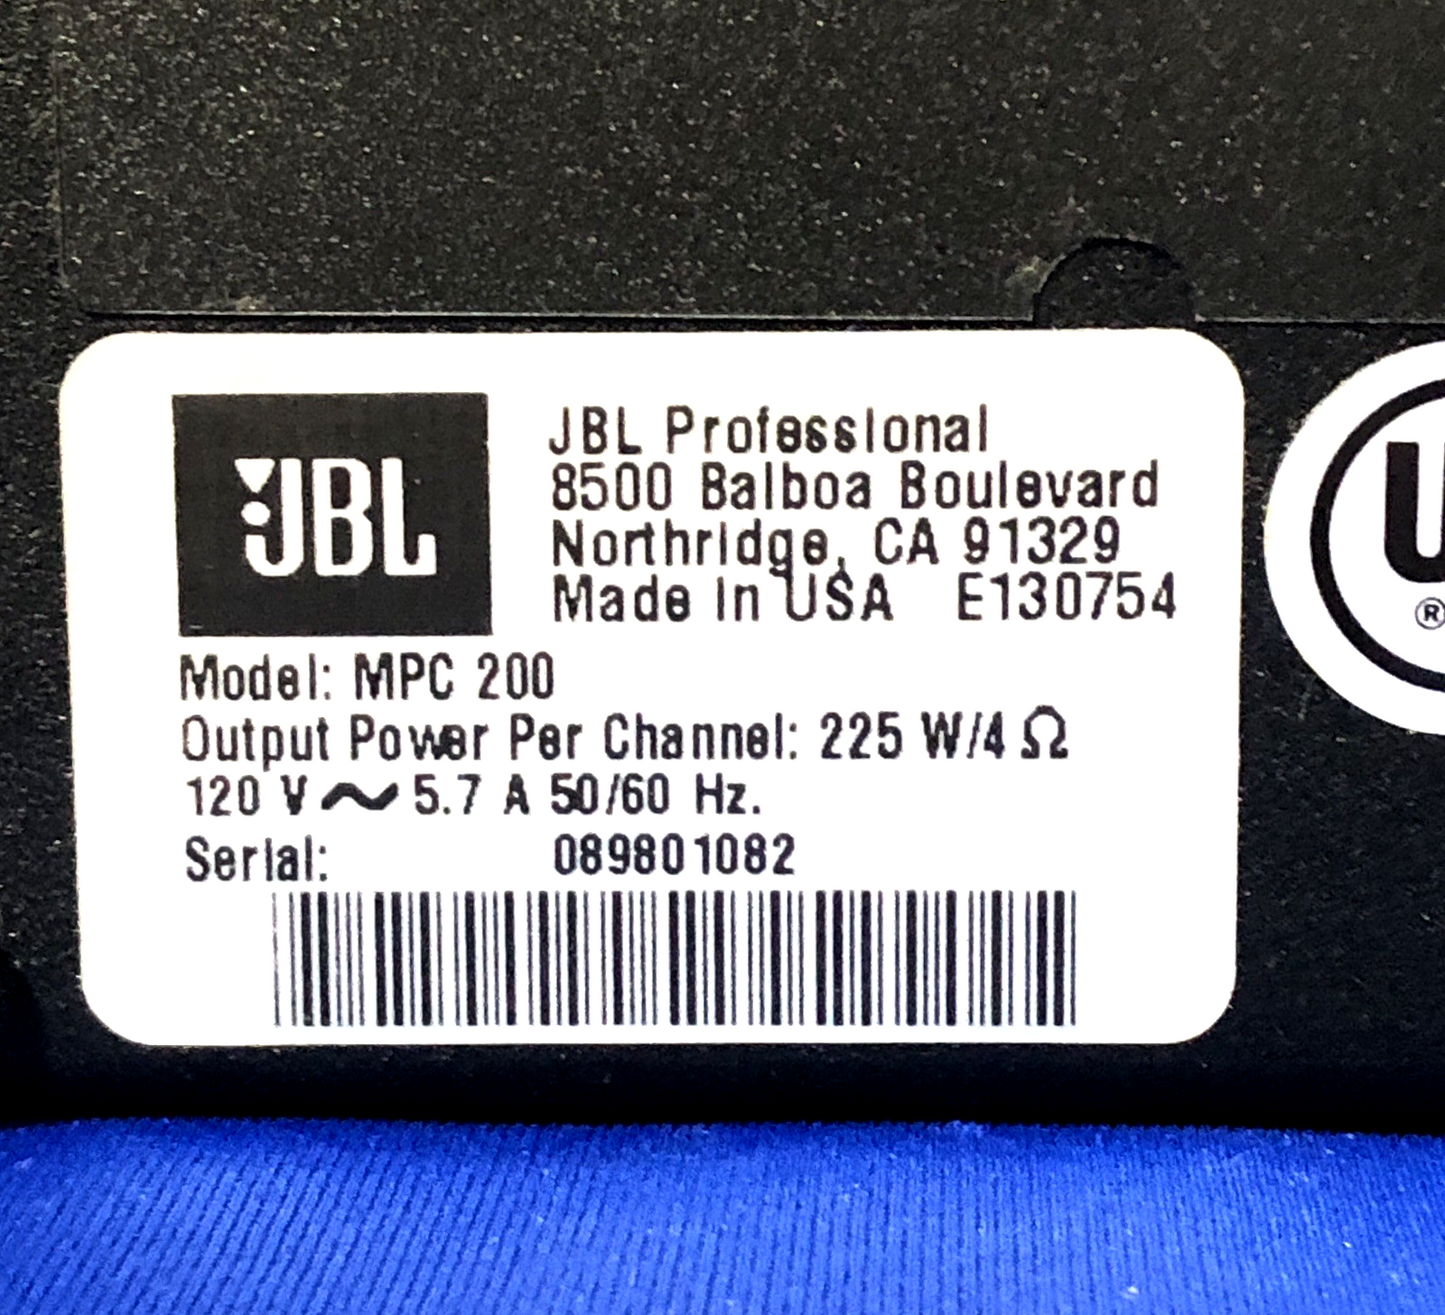 JBL
JBL Professional
8500 Balboa Boulevard
Northridge, CA 91329
Made in USA E130754
Model: MPC 200
Output Power Per Channel: 225 W/4 Ω
120 V ~ 5.7 A 50/60 Hz.
Serial: 089801082
®